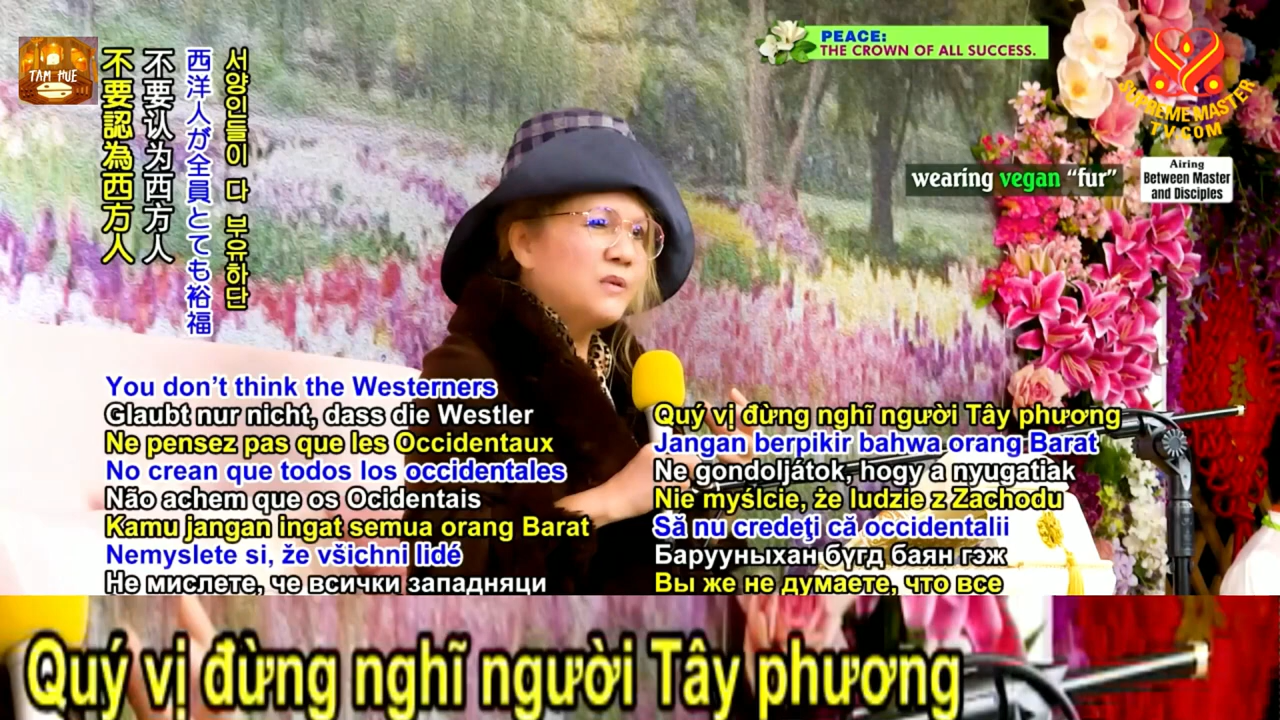 TAM HUE
PEACE:
THE CROWN OF ALL SUCCESS.
SUPREME MASTER
TV.COM
wearing vegan “fur”
Airing
Between Master
and Disciples
서양인들이 다 부유하단
西洋人が全員とても裕福
不要认为西方人
不要認為西方人
You don’t think the Westerners
Glaubt nur nicht, dass die Westler
Ne pensez pas que les Occidentaux
No crean que todos los occidentales
Não achem que os Ocidentais
Kamu jangan ingat semua orang Barat
Nemyslete si, že všichni lidé
Не мислете, че всички западняци
Quý vị đừng nghĩ người Tây phương
Jangan berpikir bahwa orang Barat
Ne gondoljátok, hogy a nyugatiak
Nie myślcie, że ludzie z Zachodu
Să nu credeţi că occidentalii
Барууныхан бүгд баян гэж
Вы же не думаете, что все
Quý vị đừng nghĩ người Tây phương